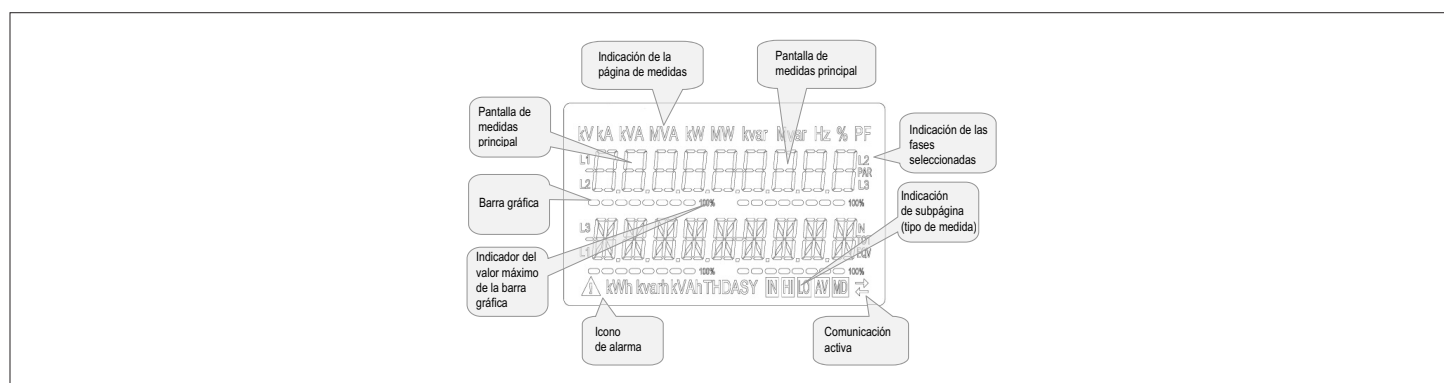 Indicación de la
página de medidas
Pantalla de
medidas principal
Pantalla de
medidas
principal
Indicación de las
fases
seleccionadas
kV kA kVA MVA kW MW kvar Mvar Hz % PF
L1
L2
L2
PAR
L3
Barra gráfica
100%
100%
Indicación
de subpágina
(tipo de medida)
L3
L1
N
EQV
Indicador del
valor máximo
de la barra
gráfica
100%
100%
kWh kvarh kVAh THD ASY IN HI LO AV MD
Icono
de alarma
Comunicación
activa